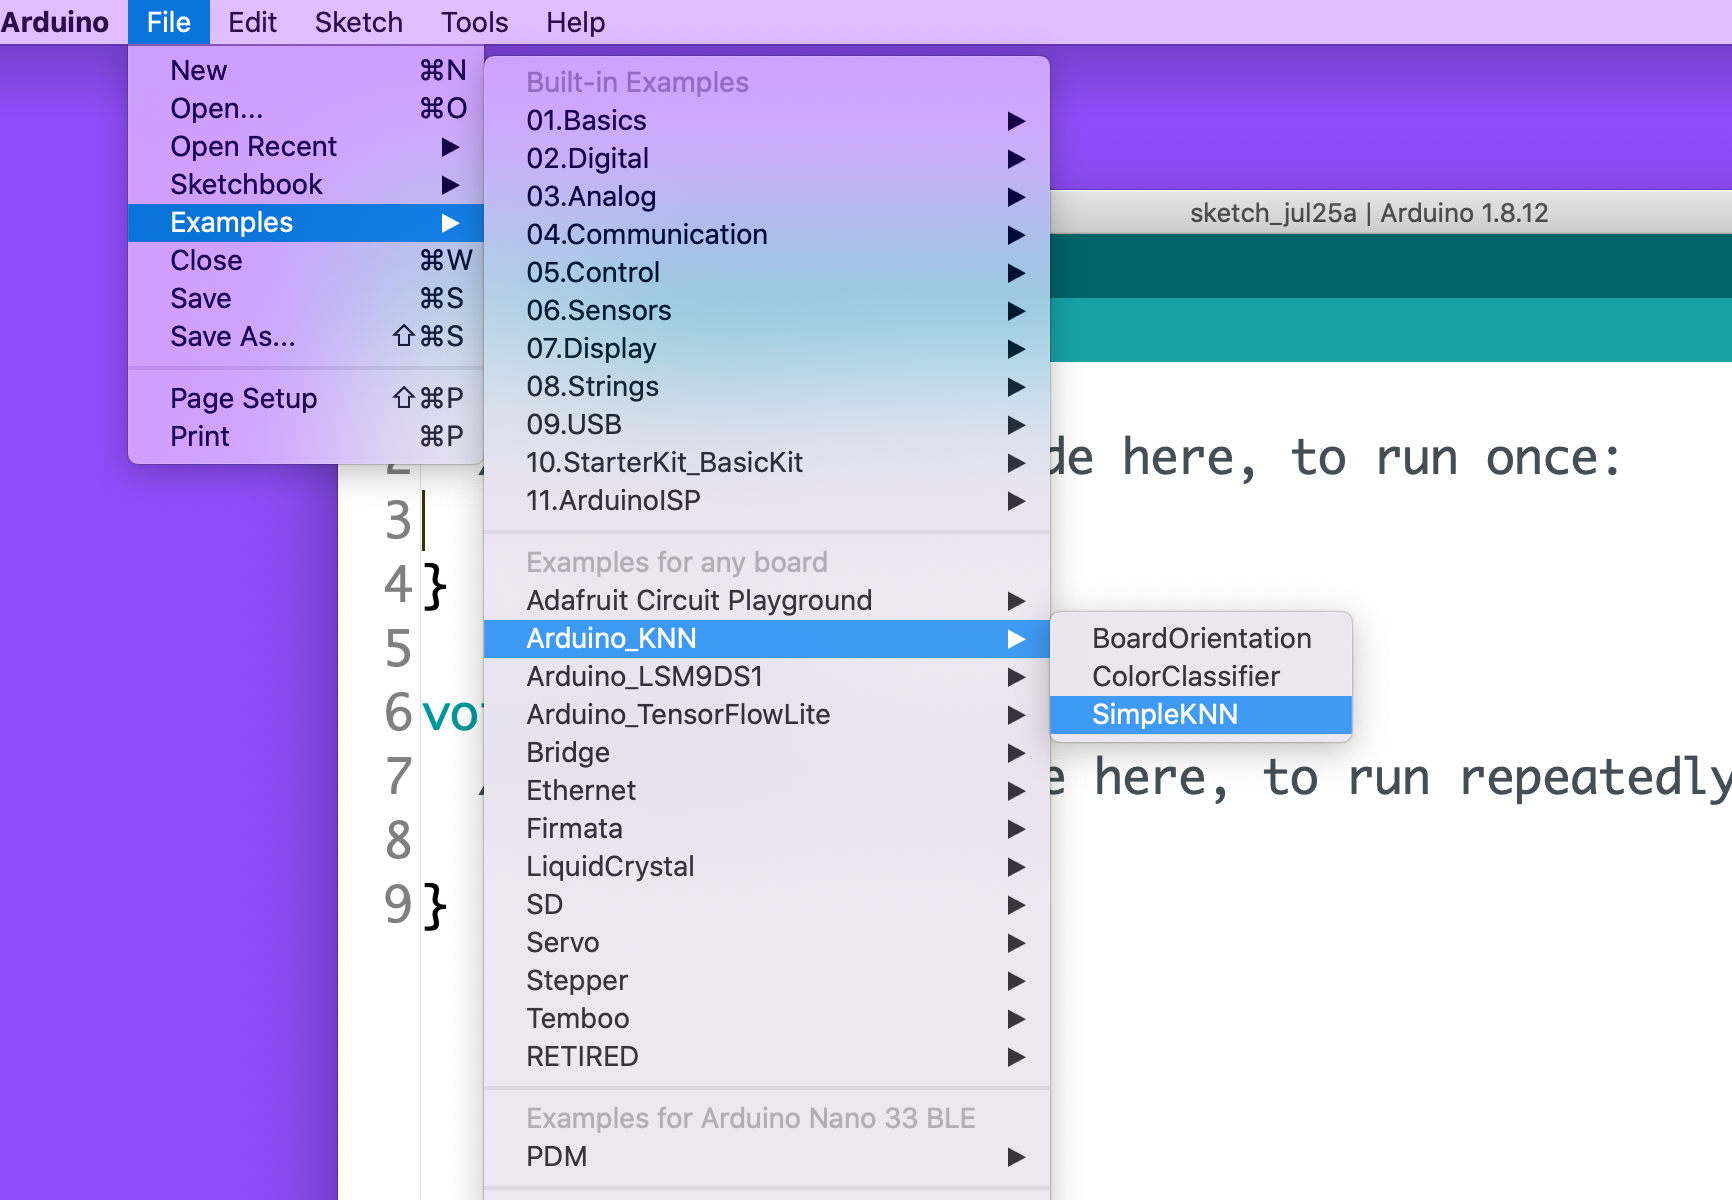 Arduino File Edit Sketch Tools Help
New ⌘N
Open... ⌘O
Open Recent ▶
Sketchbook ▶
Examples ▶
Close ⌘W
Save ⌘S
Save As... ⇧⌘S
Page Setup ⇧⌘P
Print ⌘P
Built-in Examples
01.Basics ▶
02.Digital ▶
03.Analog ▶
04.Communication ▶
05.Control ▶
06.Sensors ▶
07.Display ▶
08.Strings ▶
09.USB ▶
10.StarterKit_BasicKit ▶
11.ArduinoISP ▶
Examples for any board
Adafruit Circuit Playground ▶
Arduino_KNN ▶
Arduino_LSM9DS1 ▶
Arduino_TensorFlowLite ▶
Bridge ▶
Ethernet ▶
Firmata ▶
LiquidCrystal ▶
SD ▶
Servo ▶
Stepper ▶
Temboo ▶
RETIRED ▶
Examples for Arduino Nano 33 BLE
PDM ▶
BoardOrientation
ColorClassifier
SimpleKNN
sketch_jul25a | Arduino 1.8.12
2 de here, to run once:
3
4 }
5
6 vo
7 e here, to run repeatedly
8
9 }